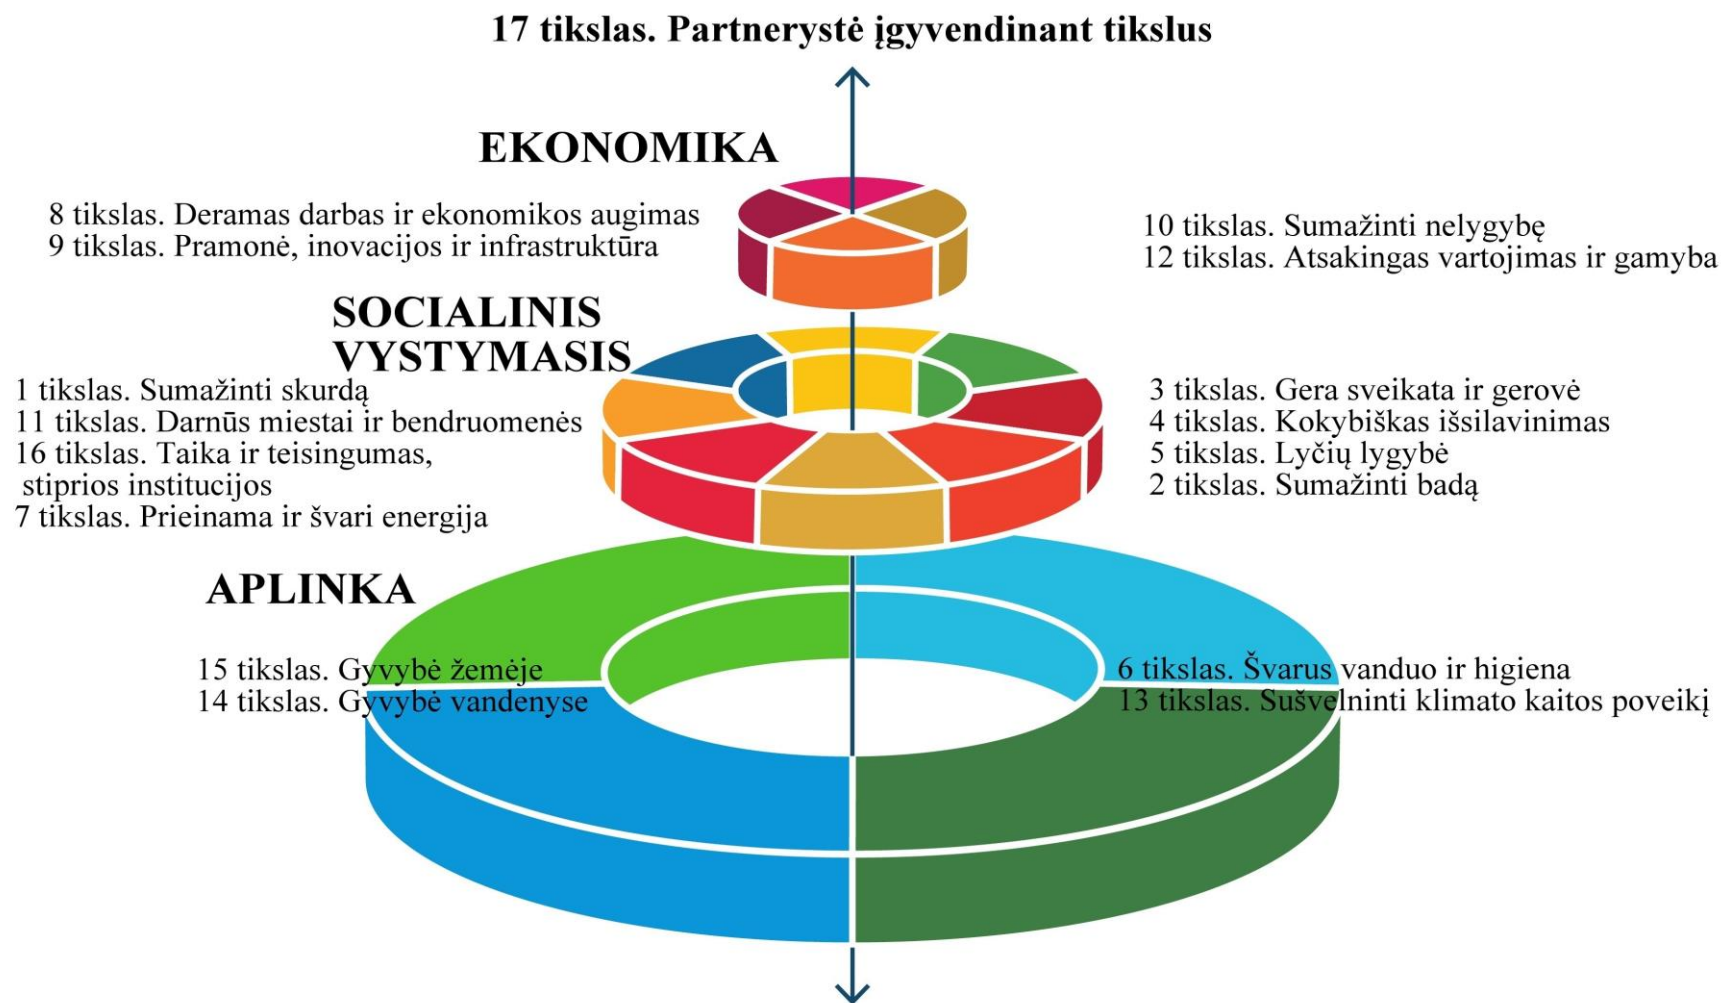 17 tikslas. Partnerystė įgyvendinant tikslus
EKONOMIKA
8 tikslas. Deramas darbas ir ekonomikos augimas
9 tikslas. Pramonė, inovacijos ir infrastruktūra
10 tikslas. Sumažinti nelygybę
12 tikslas. Atsakingas vartojimas ir gamyba
SOCIALINIS
VYSTYMASIS
1 tikslas. Sumažinti skurdą
11 tikslas. Darnūs miestai ir bendruomenės
16 tikslas. Taika ir teisingumas,
stiprios institucijos
7 tikslas. Prieinama ir švari energija
3 tikslas. Gera sveikata ir gerovė
4 tikslas. Kokybiškas išsilavinimas
5 tikslas. Lyčių lygybė
2 tikslas. Sumažinti badą
APLINKA
15 tikslas. Gyvybė žemėje
14 tikslas. Gyvybė vandenyse
6 tikslas. Švarus vanduo ir higiena
13 tikslas. Sušvelninti klimato kaitos poveikį